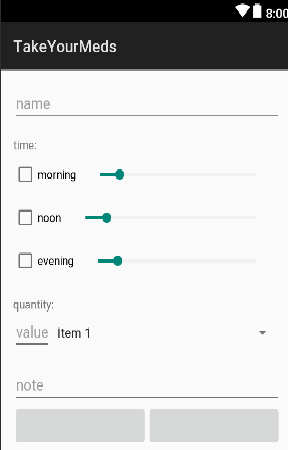 8:00
TakeYourMeds
name
time:
morning
noon
evening
quantity:
value Item 1
note